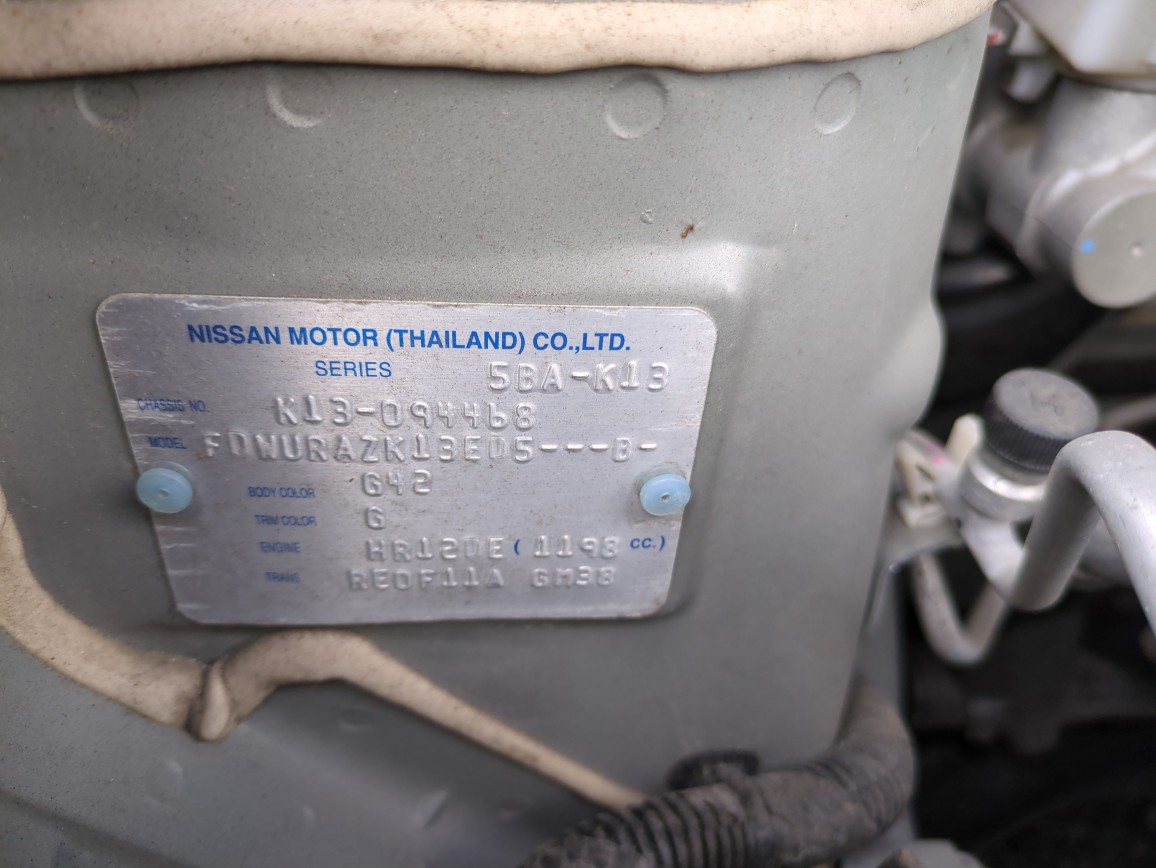 NISSAN MOTOR (THAILAND) CO.,LTD.
SERIES 5BA-K13
CHASSIS NO. K13-094468
MODEL FDWURAZK13ED5---B-
BODY COLOR G42
TRIM COLOR G
ENGINE HR12DE ( 1198 CC. )
TRANS RE0F11A GM38